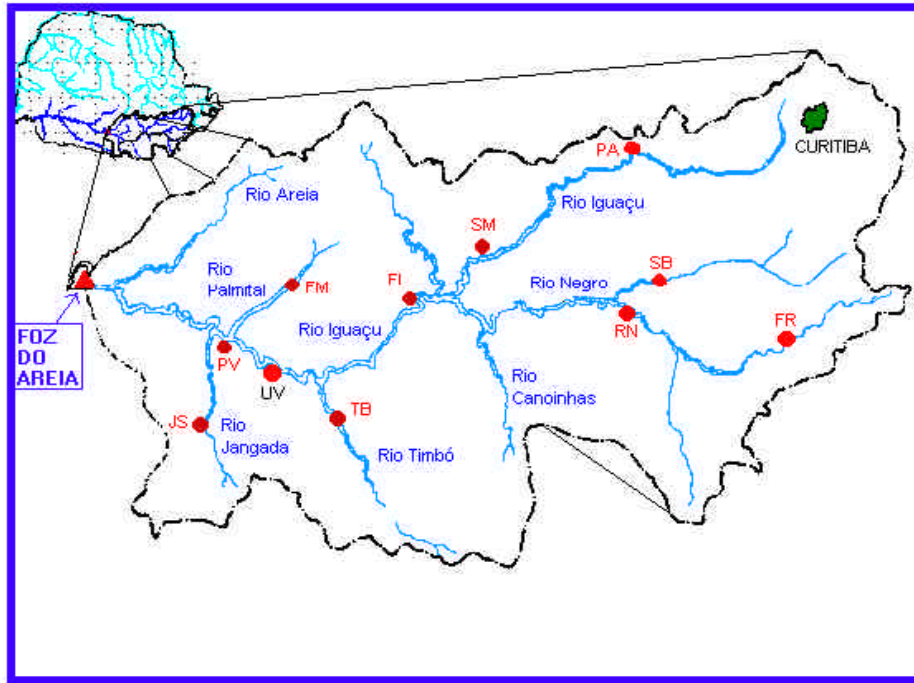 CURITIBA
PA
Rio Areia
Rio Iguaçu
SM
Rio
Palmital
FM
FI
Rio Negro
SB
Rio Iguaçu
RN
FR
FOZ
DO
AREIA
PV
UV
Rio
Canoinhas
JS
Rio
Jangada
TB
Rio Timbó